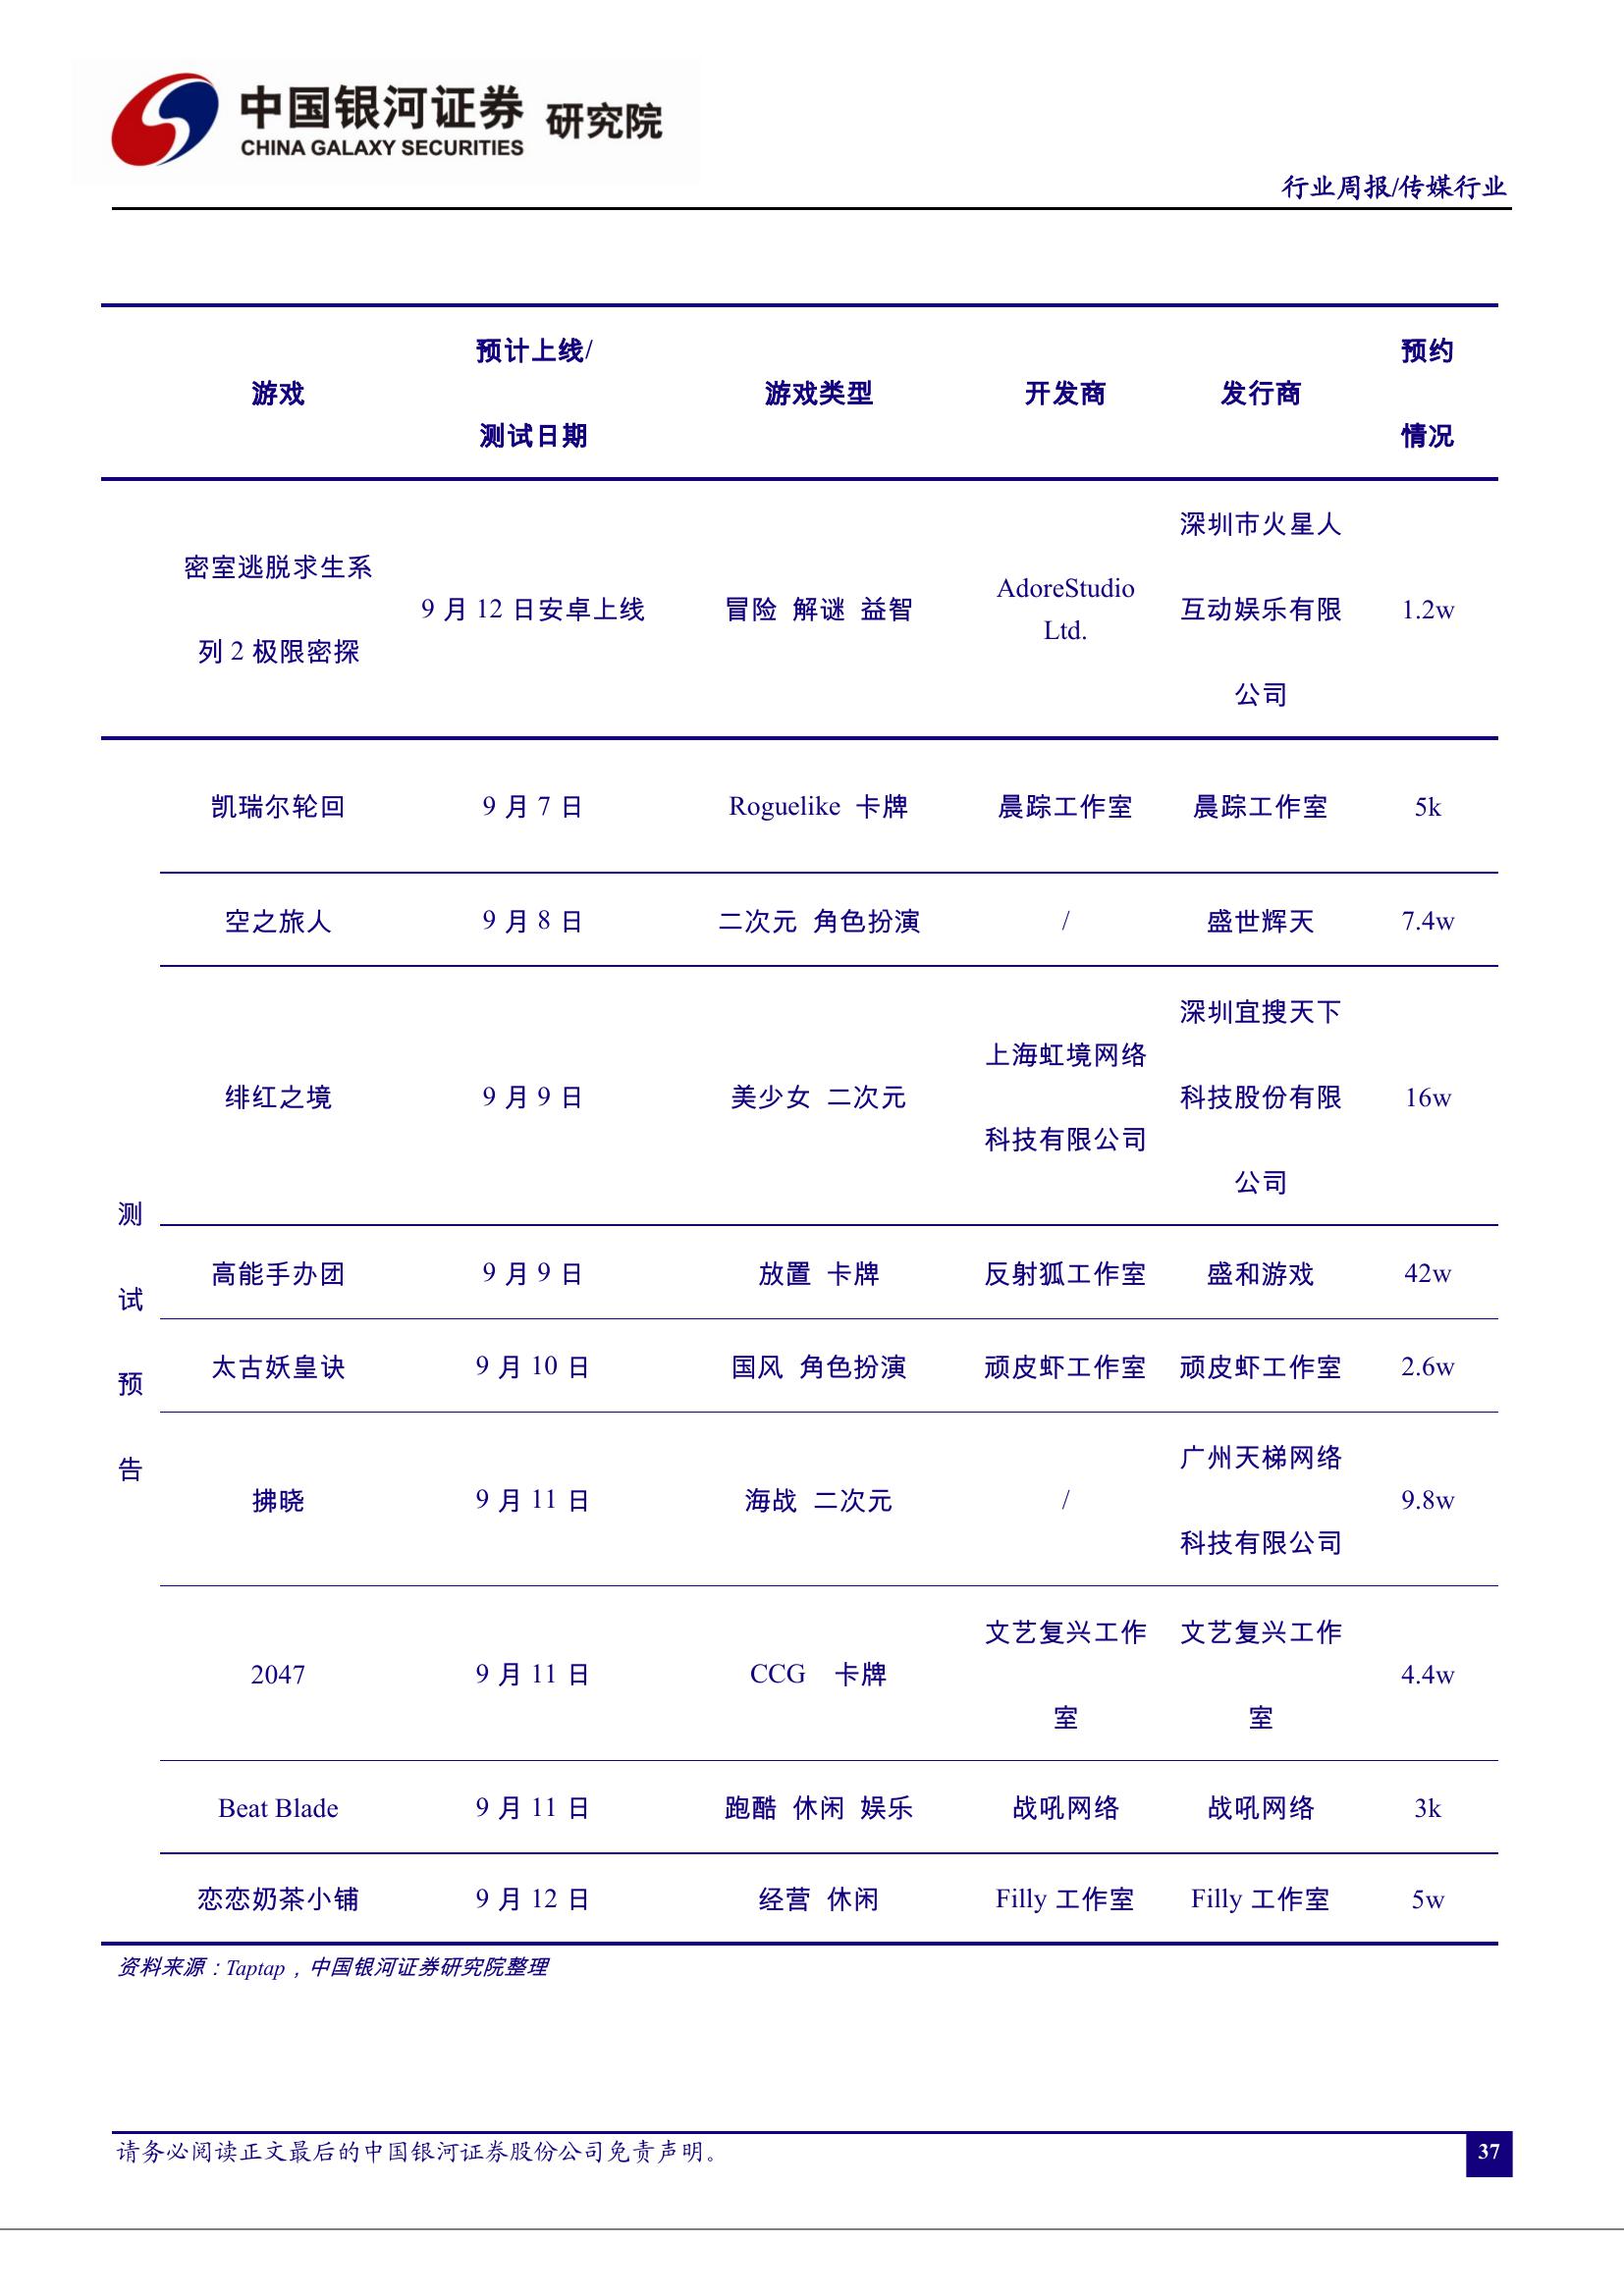 中国银河证券 研究院
CHINA GALAXY SECURITIES
行业周报/传媒行业
游戏 预计上线/测试日期 游戏类型 开发商 发行商 预约情况
密室逃脱求生系列 2 极限密探 9 月 12 日安卓上线 冒险 解谜 益智 AdoreStudio Ltd. 深圳市火星人互动娱乐有限公司 1.2w
测试预告
凯瑞尔轮回 9 月 7 日 Roguelike 卡牌 晨踪工作室 晨踪工作室 5k
空之旅人 9 月 8 日 二次元 角色扮演 / 盛世辉天 7.4w
绯红之境 9 月 9 日 美少女 二次元 上海虹境网络科技有限公司 深圳宜搜天下科技股份有限公司 16w
高能手办团 9 月 9 日 放置 卡牌 反射狐工作室 盛和游戏 42w
太古妖皇诀 9 月 10 日 国风 角色扮演 顽皮虾工作室 顽皮虾工作室 2.6w
拂晓 9 月 11 日 海战 二次元 / 广州天梯网络科技有限公司 9.8w
2047 9 月 11 日 CCG 卡牌 文艺复兴工作室 文艺复兴工作室 4.4w
Beat Blade 9 月 11 日 跑酷 休闲 娱乐 战吼网络 战吼网络 3k
恋恋奶茶小铺 9 月 12 日 经营 休闲 Filly 工作室 Filly 工作室 5w
资料来源：Taptap，中国银河证券研究院整理
请务必阅读正文最后的中国银河证券股份公司免责声明。
37